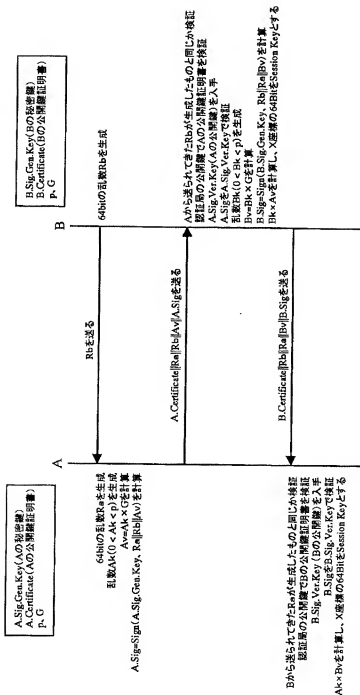 A
B
A.Sig.Gen.Key(Aの秘密鍵)
A.Certificate(Aの公開鍵証明書)
p、G
B.Sig.Gen.Key(Bの秘密鍵)
B.Certificate(Bの公開鍵証明書)
p、G
64bitの乱数Rbを生成
Rbを送る
64bitの乱数Raを生成
乱数Ak(0 < Ak < p)を生成
Av=Ak×Gを計算
A.Sig=Sign(A.Sig.Gen.Key, Ra||Rb||Av)を計算
A.Certificate||Ra||Rb||Av||A.Sigを送る
Aから送られてきたRbが生成したものと同じか検証
認証局の公開鍵でAの公開鍵証明書を検証
A.Sig.Ver.Key(Aの公開鍵)を入手
A.SigをA.Sig.Ver.Keyで検証
乱数Bk(0 < Bk < p)を生成
Bv=Bk×Gを計算
B.Sig=Sign(B.Sig.Gen.Key, Rb||Ra||Bv)を計算
Bk×Avを計算し、X座標の64BitをSession Keyとする
B.Certificate||Rb||Ra||Bv||B.Sigを送る
Bから送られてきたRaが生成したものと同じか検証
認証局の公開鍵でBの公開鍵証明書を検証
B.Sig.Ver.Key (Bの公開鍵)を入手
B.SigをB.Sig.Ver.Keyで検証
Ak×Bvを計算し、X座標の64BitをSession Keyとする